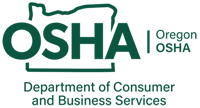 OSHA
Oregon
OSHA
Department of Consumer
and Business Services